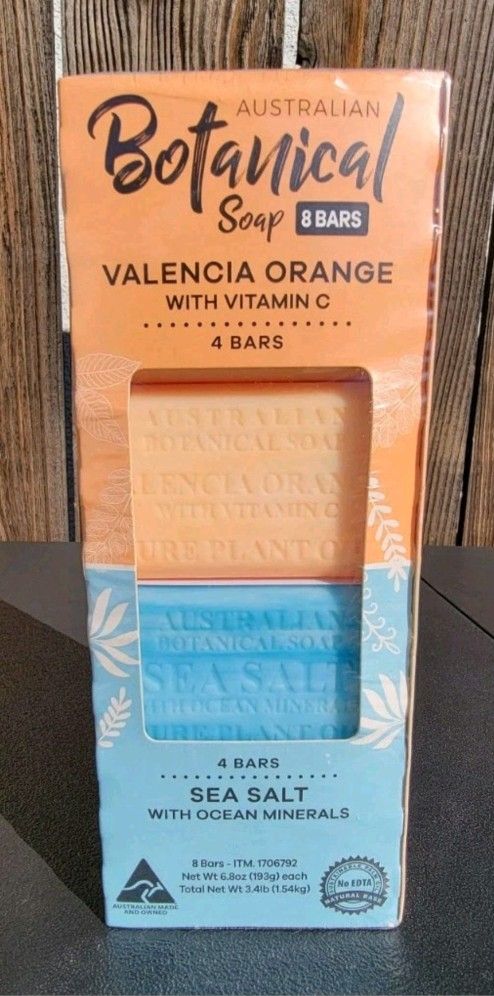 AUSTRALIAN
Botanical
Soap 8 BARS
VALENCIA ORANGE
WITH VITAMIN C
4 BARS
AUSTRALIAN
BOTANICAL SOAP
LENCIA ORAN
WITH VITAMIN C
URE PLANT O
AUSTRALIAN
BOTANICAL SOAP
SEA SALT
ITH OCEAN MINERALS
URE PLANT O
4 BARS
SEA SALT
WITH OCEAN MINERALS
8 Bars - ITM. 1706792
Net Wt 6.8oz (193g) each
Total Net Wt 3.4lb (1.54kg)
AUSTRALIAN MADE
AND OWNED
No EDTA
NATURAL BASE